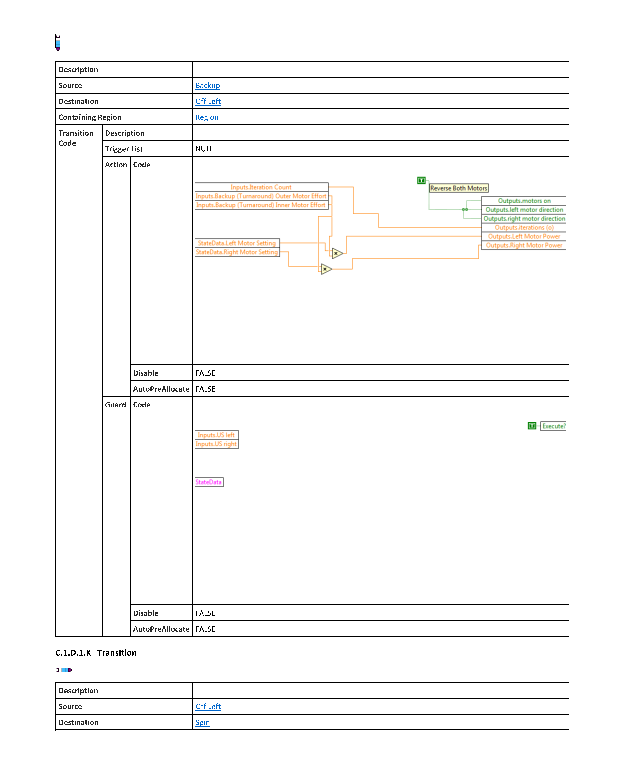 Description
Source Backup
Destination Off Left
Containing Region Region
Transition Code Description
Trigger List NULL
Action Code
Reverse Both Motors
Inputs.Iteration Count
Inputs.Backup (Turnaround) Outer Motor Effort
Inputs.Backup (Turnaround) Inner Motor Effort
StateData.Left Motor Setting
StateData.Right Motor Setting
Outputs.motors on
Outputs.left motor direction
Outputs.right motor direction
Outputs.iterations (o)
Outputs.Left Motor Power
Outputs.Right Motor Power
Disable FALSE
AutoPreAllocate FALSE
Guard Code
Execute?
Inputs.US left
Inputs.US right
StateData
Disable FALSE
AutoPreAllocate FALSE
C.1.D.1.K Transition
Description
Source Off Left
Destination Spin